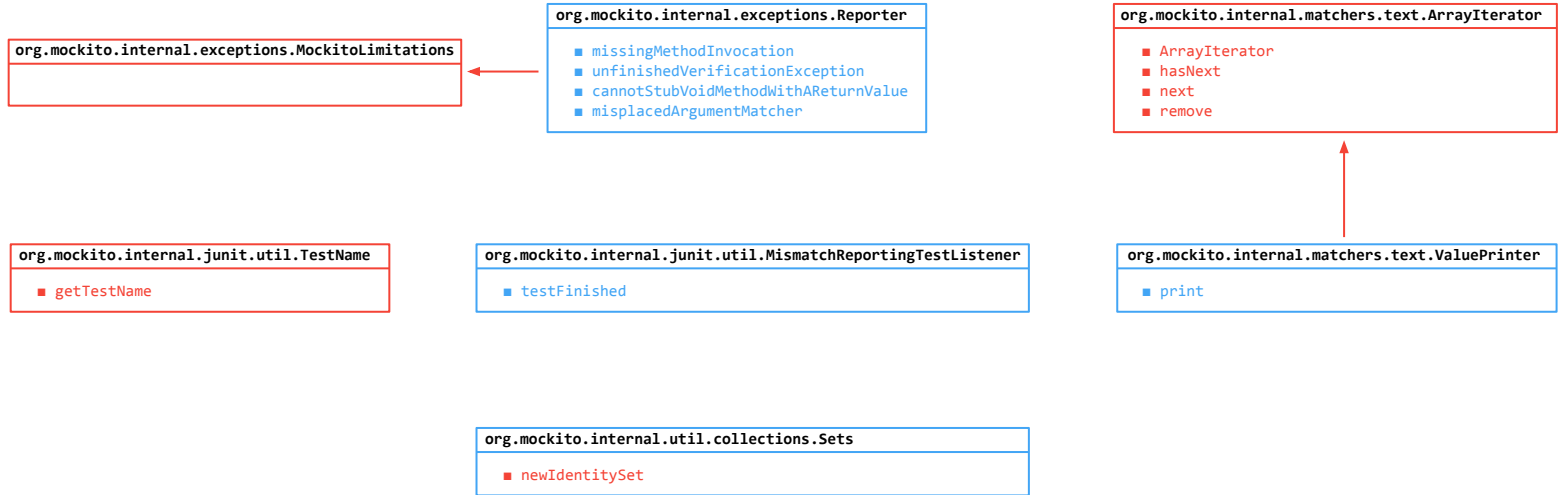 org.mockito.internal.exceptions.MockitoLimitations
org.mockito.internal.exceptions.Reporter
missingMethodInvocation
unfinishedVerificationException
cannotStubVoidMethodWithAReturnValue
misplacedArgumentMatcher
org.mockito.internal.matchers.text.ArrayIterator
ArrayIterator
hasNext
next
remove
org.mockito.internal.junit.util.TestName
getTestName
org.mockito.internal.junit.util.MismatchReportingTestListener
testFinished
org.mockito.internal.matchers.text.ValuePrinter
print
org.mockito.internal.util.collections.Sets
newIdentitySet